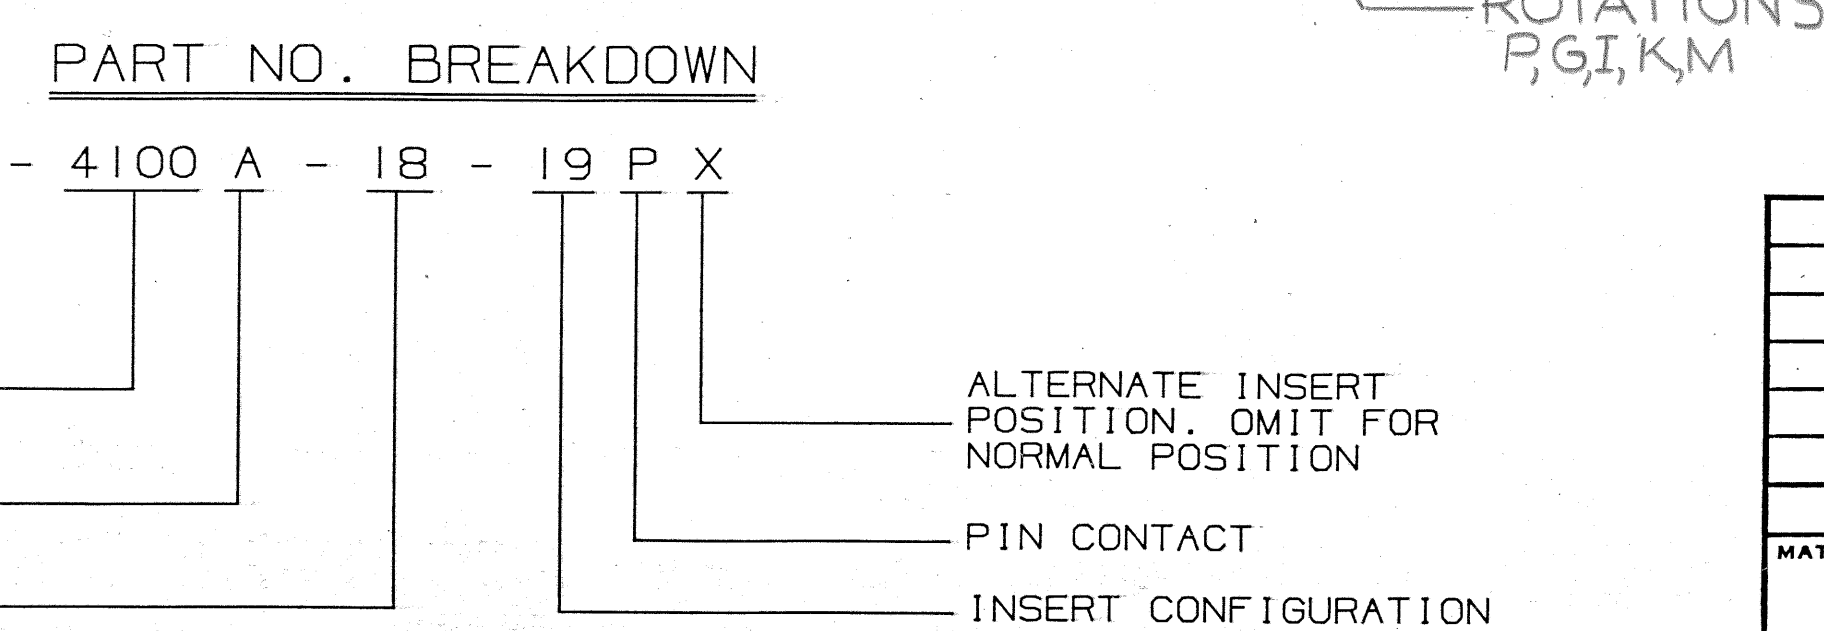 ROTATIONS
P,G,I,K,M
PART NO. BREAKDOWN
- 4100 A - 18 - 19 P X
ALTERNATE INSERT
POSITION. OMIT FOR
NORMAL POSITION
PIN CONTACT
INSERT CONFIGURATION
MAT